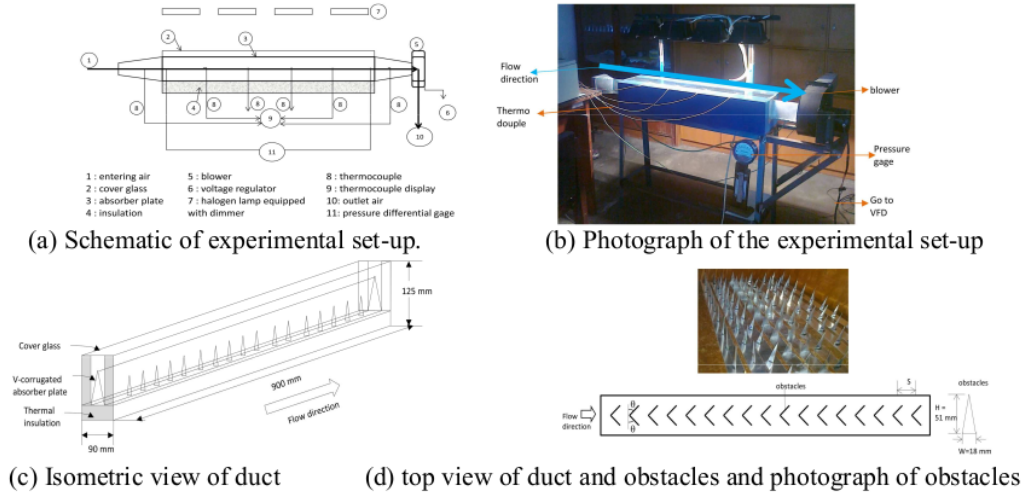 7
2
3
5
1
8
4
8
8
8
8
8
6
9
10
11
1 : entering air
2 : cover glass
3 : absorber plate
4 : insulation
5 : blower
6 : voltage regulator
7 : halogen lamp equipped
with dimmer
8 : thermocouple
9 : thermocouple display
10: outlet air
11: pressure differential gage
(a) Schematic of experimental set-up.
Flow
direction
Thermo
douple
blower
Pressure
gage
Go to
VFD
(b) Photograph of the experimental set-up
125 mm
Cover glass
V-corrugated
absorber plate
Thermal
insulation
900 mm
Flow direction
90 mm
(c) Isometric view of duct
obstacles
S
obstacles
Flow
direction
θ
θ
H =
51 mm
W=18 mm
(d) top view of duct and obstacles and photograph of obstacles